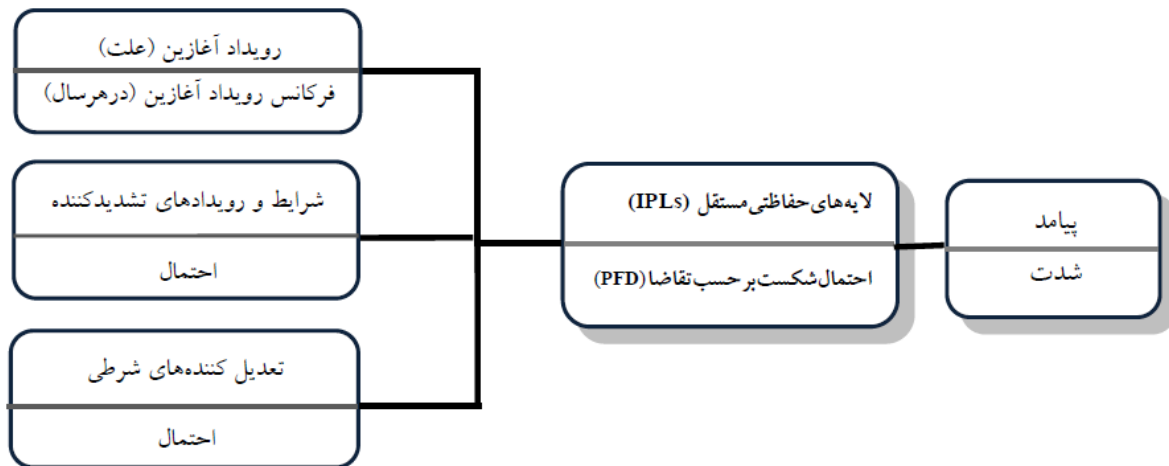 رویداد آغازین (علت)
فرکانس رویداد آغازین (درهرسال)
شرایط و رویدادهای تشدیدکننده
احتمال
تعدیل کننده‌های شرطی
احتمال
لایه‌های حفاظتی مستقل (IPLs)
احتمال شکست بر حسب تقاضا (PFD)
پیامد
شدت